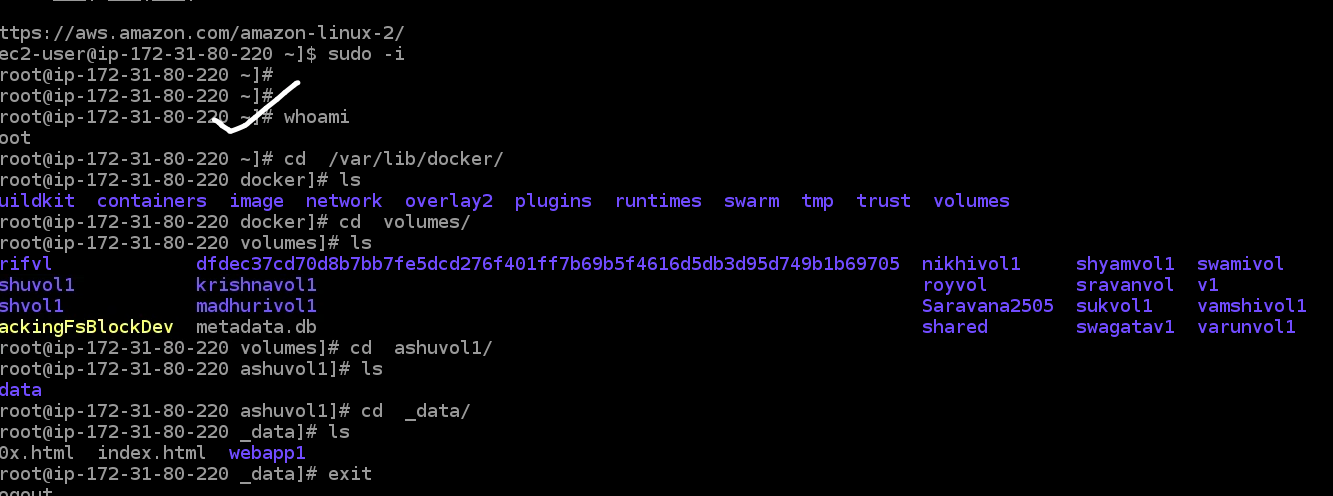 ttps://aws.amazon.com/amazon-linux-2/
ec2-user@ip-172-31-80-220 ~]$ sudo -i
root@ip-172-31-80-220 ~]#
root@ip-172-31-80-220 ~]#
root@ip-172-31-80-220 ~]# whoami
oot
root@ip-172-31-80-220 ~]# cd  /var/lib/docker/
root@ip-172-31-80-220 docker]# ls
uildkit  containers  image  network  overlay2  plugins  runtimes  swarm  tmp  trust  volumes
root@ip-172-31-80-220 docker]# cd  volumes/
root@ip-172-31-80-220 volumes]# ls
rifvl  dfdec37cd70d8b7bb7fe5dcd276f401ff7b69b5f4616d5db3d95d749b1b69705  nikhivol1  shyamvol1  swamivol
shuvol1  krishnavol1  royvol  sravanvol  v1
shvol1  madhurivol1  Saravana2505  sukvol1  vamshivol1
ackingFsBlockDev  metadata.db  shared  swagatav1  varunvol1
root@ip-172-31-80-220 volumes]# cd  ashuvol1/
root@ip-172-31-80-220 ashuvol1]# ls
data
root@ip-172-31-80-220 ashuvol1]# cd  _data/
root@ip-172-31-80-220 _data]# ls
0x.html  index.html  webapp1
root@ip-172-31-80-220 _data]# exit